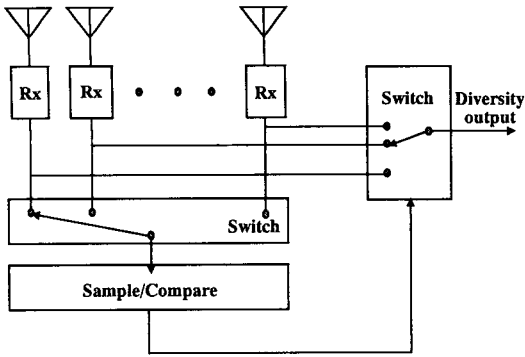 Rx
Rx
Rx
Switch
Diversity
output
Switch
Sample/Compare